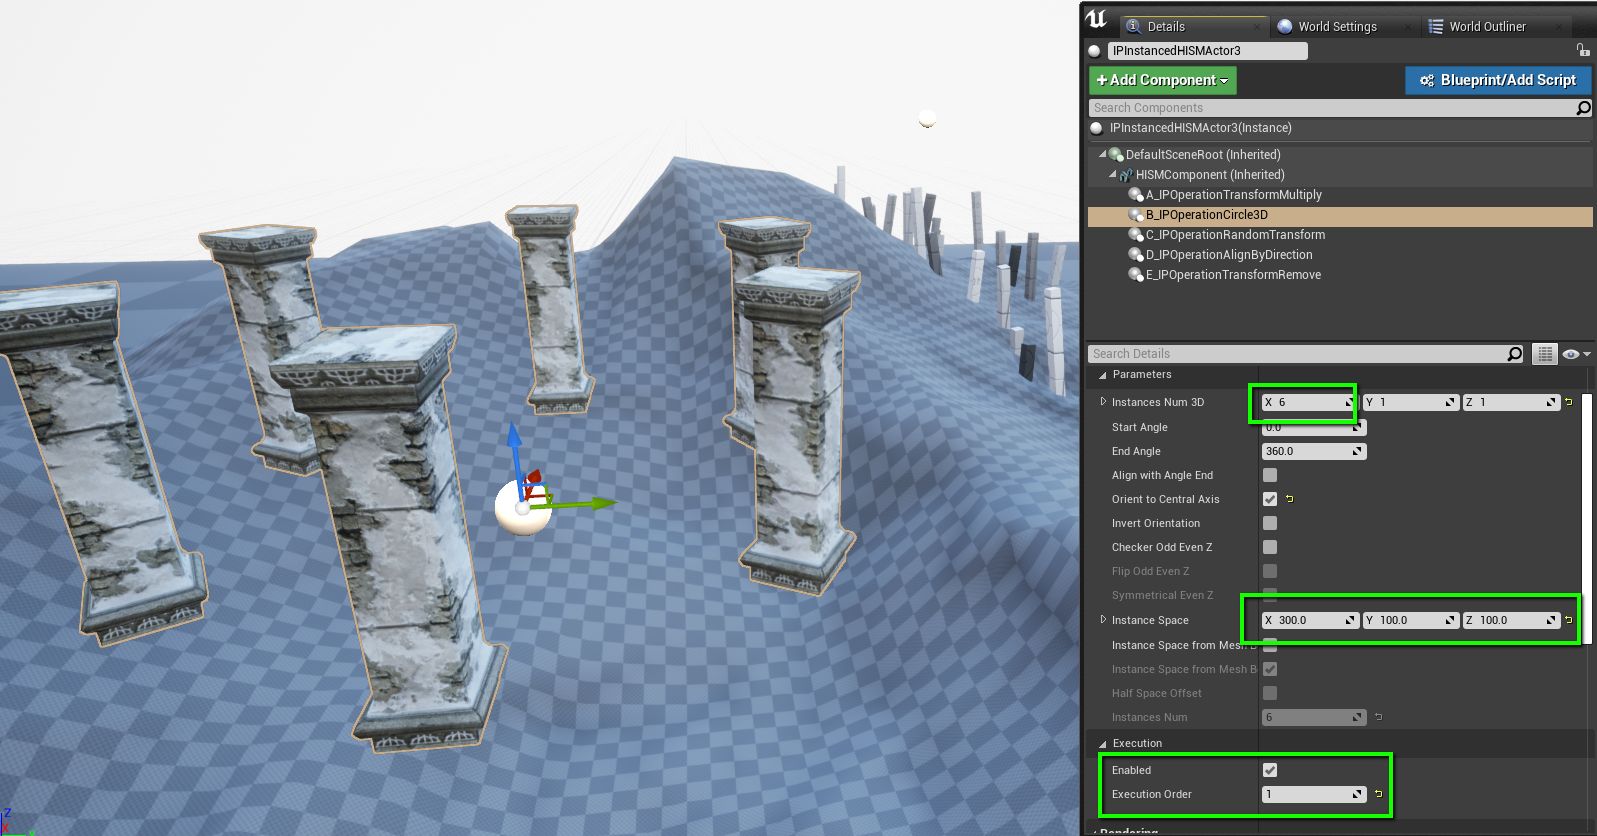 Details
World Settings
World Outliner
IPInstancedHISMActor3
+Add Component
Blueprint/Add Script
Search Components
IPInstancedHISMActor3(Instance)
DefaultSceneRoot (Inherited)
HISMComponent (Inherited)
A_IPOperationTransformMultiply
B_IPOperationCircle3D
C_IPOperationRandomTransform
D_IPOperationAlignByDirection
E_IPOperationTransformRemove
Search Details
Parameters
Instances Num 3D X 6 Y 1 Z 1
Start Angle 0.0
End Angle 360.0
Align with Angle End
Orient to Central Axis
Invert Orientation
Checker Odd Even Z
Flip Odd Even Z
Symmetrical Even Z
Instance Space X 300.0 Y 100.0 Z 100.0
Instance Space from Mesh B
Instance Space from Mesh Bo
Half Space Offset
Instances Num 6
Execution
Enabled
Execution Order 1
Rendering
Z
X
Y